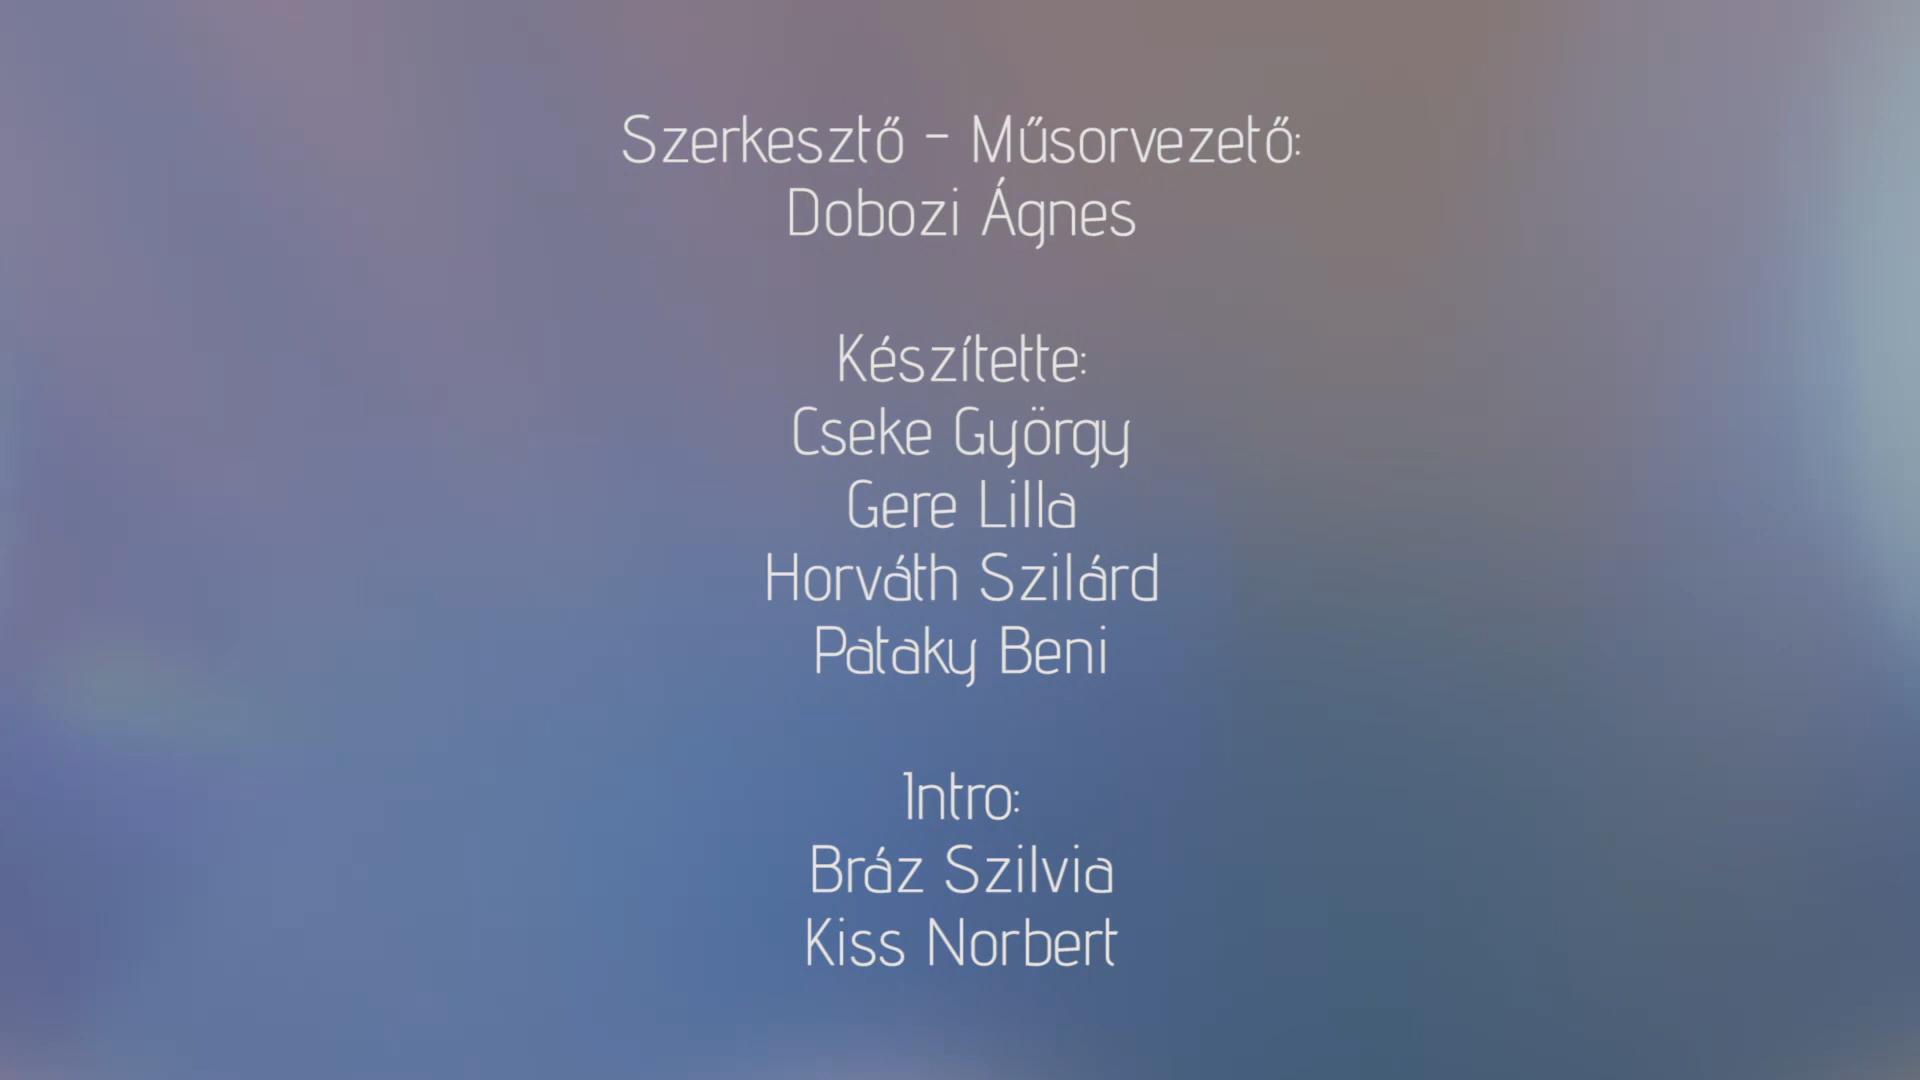 Szerkesztő - Műsorvezető:
Dobozi Ágnes
Készítette:
Cseke György
Gere Lilla
Horváth Szilárd
Pataky Beni
Intro:
Bráz Szilvia
Kiss Norbert